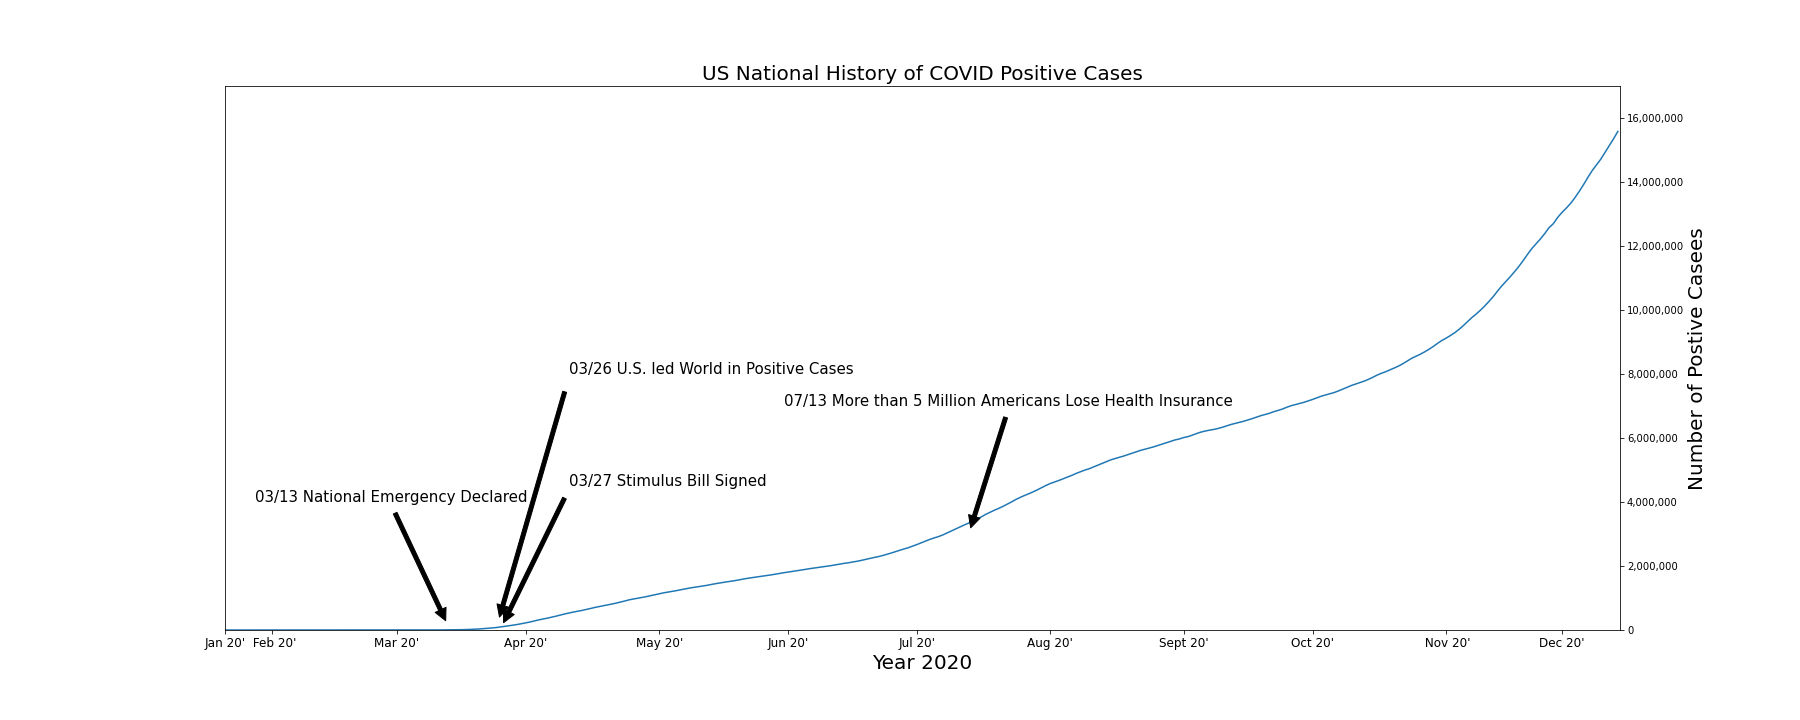 US National History of COVID Positive Cases
16,000,000
14,000,000
12,000,000
10,000,000
8,000,000
6,000,000
4,000,000
2,000,000
0
Number of Postive Casees
03/26 U.S. led World in Positive Cases
07/13 More than 5 Million Americans Lose Health Insurance
03/27 Stimulus Bill Signed
03/13 National Emergency Declared
Jan 20' Feb 20' Mar 20' Apr 20' May 20' Jun 20' Jul 20' Aug 20' Sept 20' Oct 20' Nov 20' Dec 20'
Year 2020